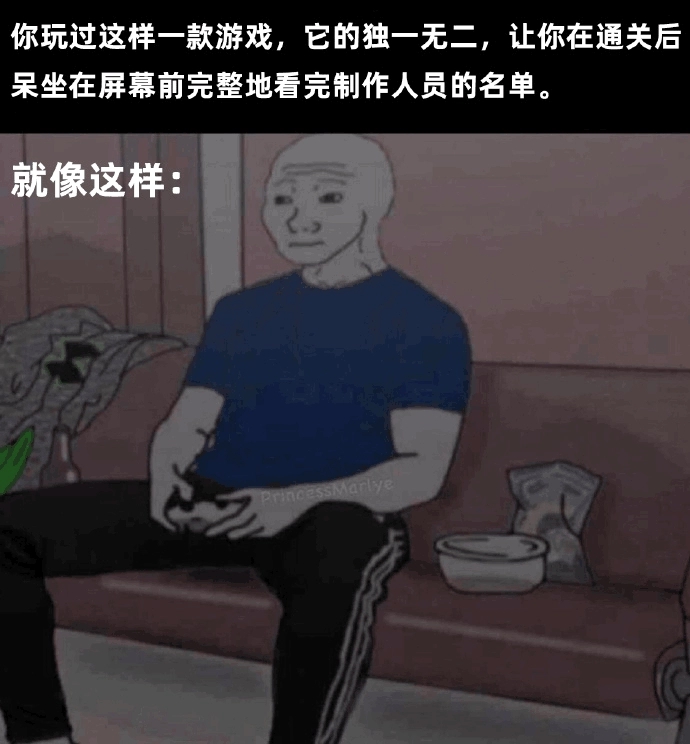 你玩过这样一款游戏，它的独一无二，让你在通关后
呆坐在屏幕前完整地看完制作人员的名单。
就像这样：
PrincessMarlye